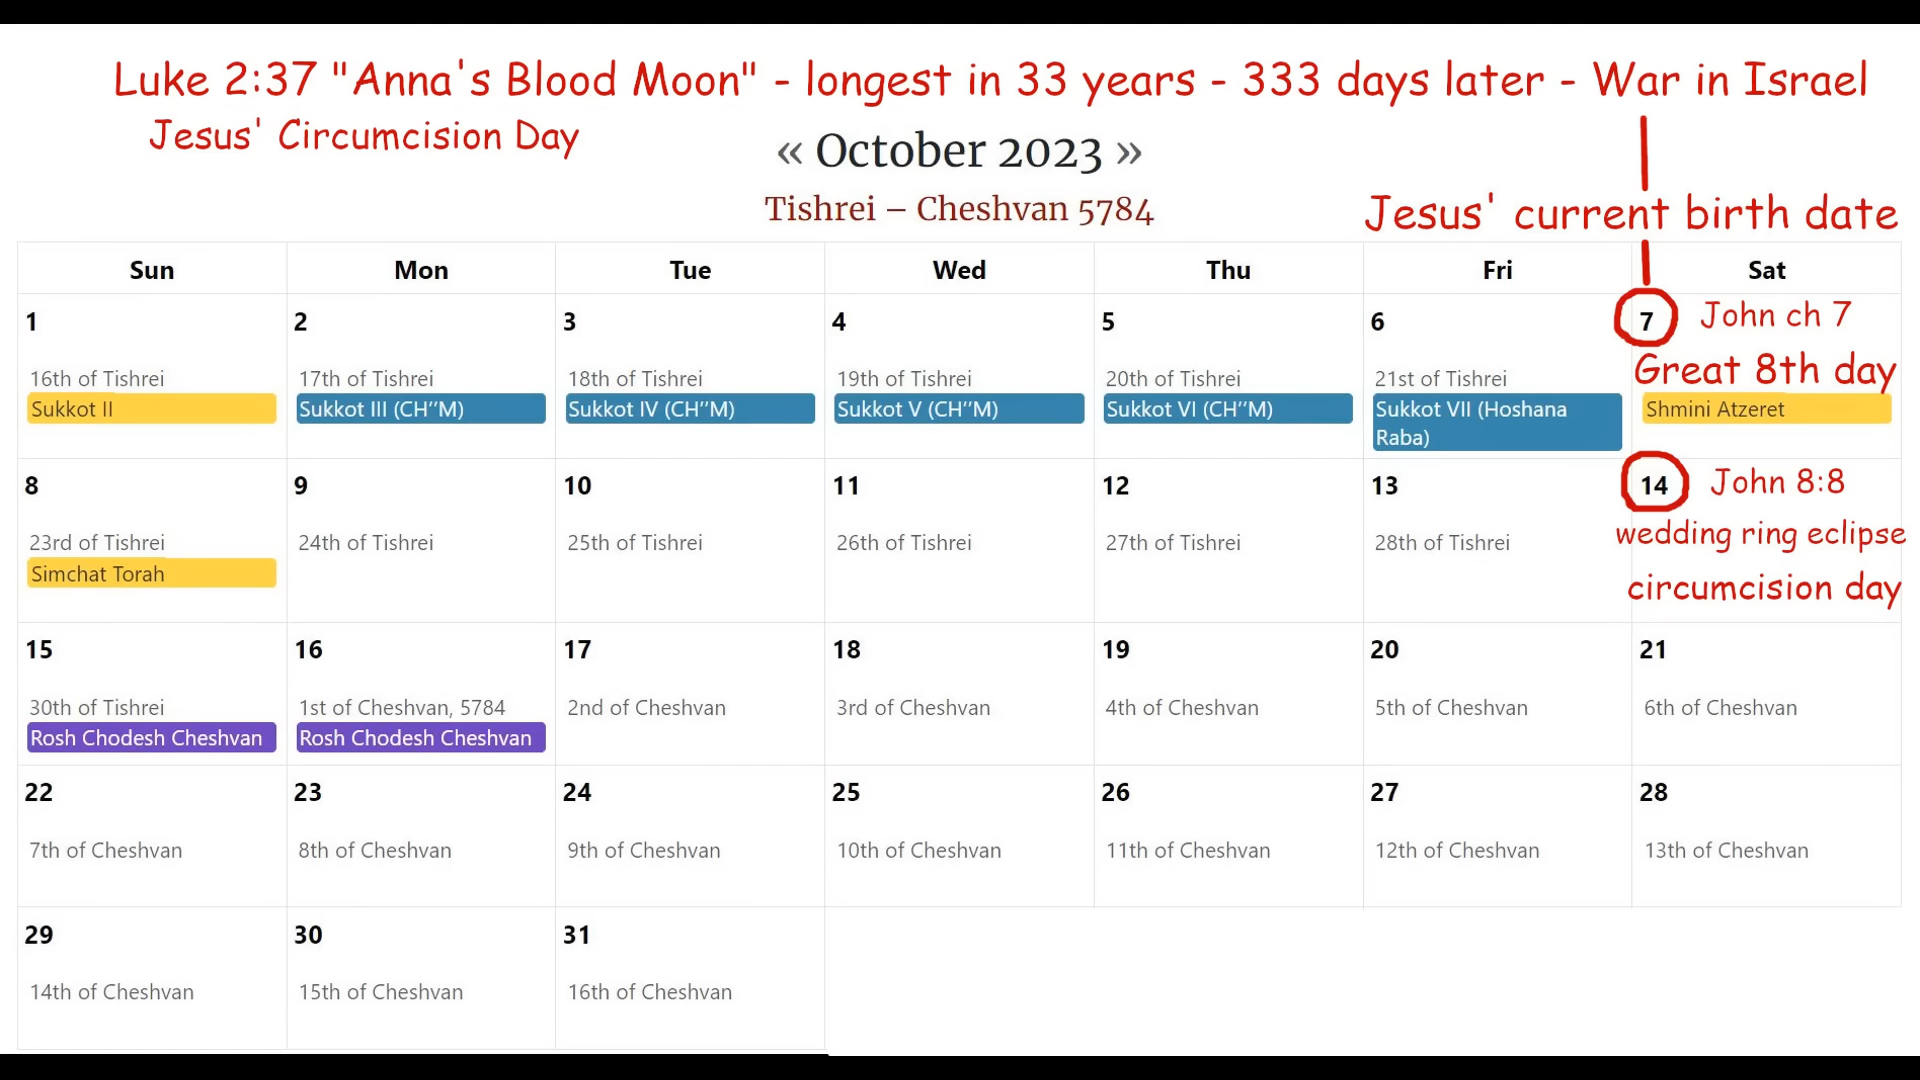 Luke 2:37 "Anna's Blood Moon" - longest in 33 years - 333 days later - War in Israel
Jesus' Circumcision Day
« October 2023 »
Tishrei – Cheshvan 5784
Jesus' current birth date
Sun Mon Tue Wed Thu Fri Sat
1 2 3 4 5 6 7 John ch 7
16th of Tishrei 17th of Tishrei 18th of Tishrei 19th of Tishrei 20th of Tishrei 21st of Tishrei Great 8th day
Sukkot II Sukkot III (CH’’M) Sukkot IV (CH’’M) Sukkot V (CH’’M) Sukkot VI (CH’’M) Sukkot VII (Hoshana Shmini Atzeret
Raba)
8 9 10 11 12 13 14 John 8:8
23rd of Tishrei 24th of Tishrei 25th of Tishrei 26th of Tishrei 27th of Tishrei 28th of Tishrei wedding ring eclipse
Simchat Torah circumcision day
15 16 17 18 19 20 21
30th of Tishrei 1st of Cheshvan, 5784 2nd of Cheshvan 3rd of Cheshvan 4th of Cheshvan 5th of Cheshvan 6th of Cheshvan
Rosh Chodesh Cheshvan Rosh Chodesh Cheshvan
22 23 24 25 26 27 28
7th of Cheshvan 8th of Cheshvan 9th of Cheshvan 10th of Cheshvan 11th of Cheshvan 12th of Cheshvan 13th of Cheshvan
29 30 31
14th of Cheshvan 15th of Cheshvan 16th of Cheshvan